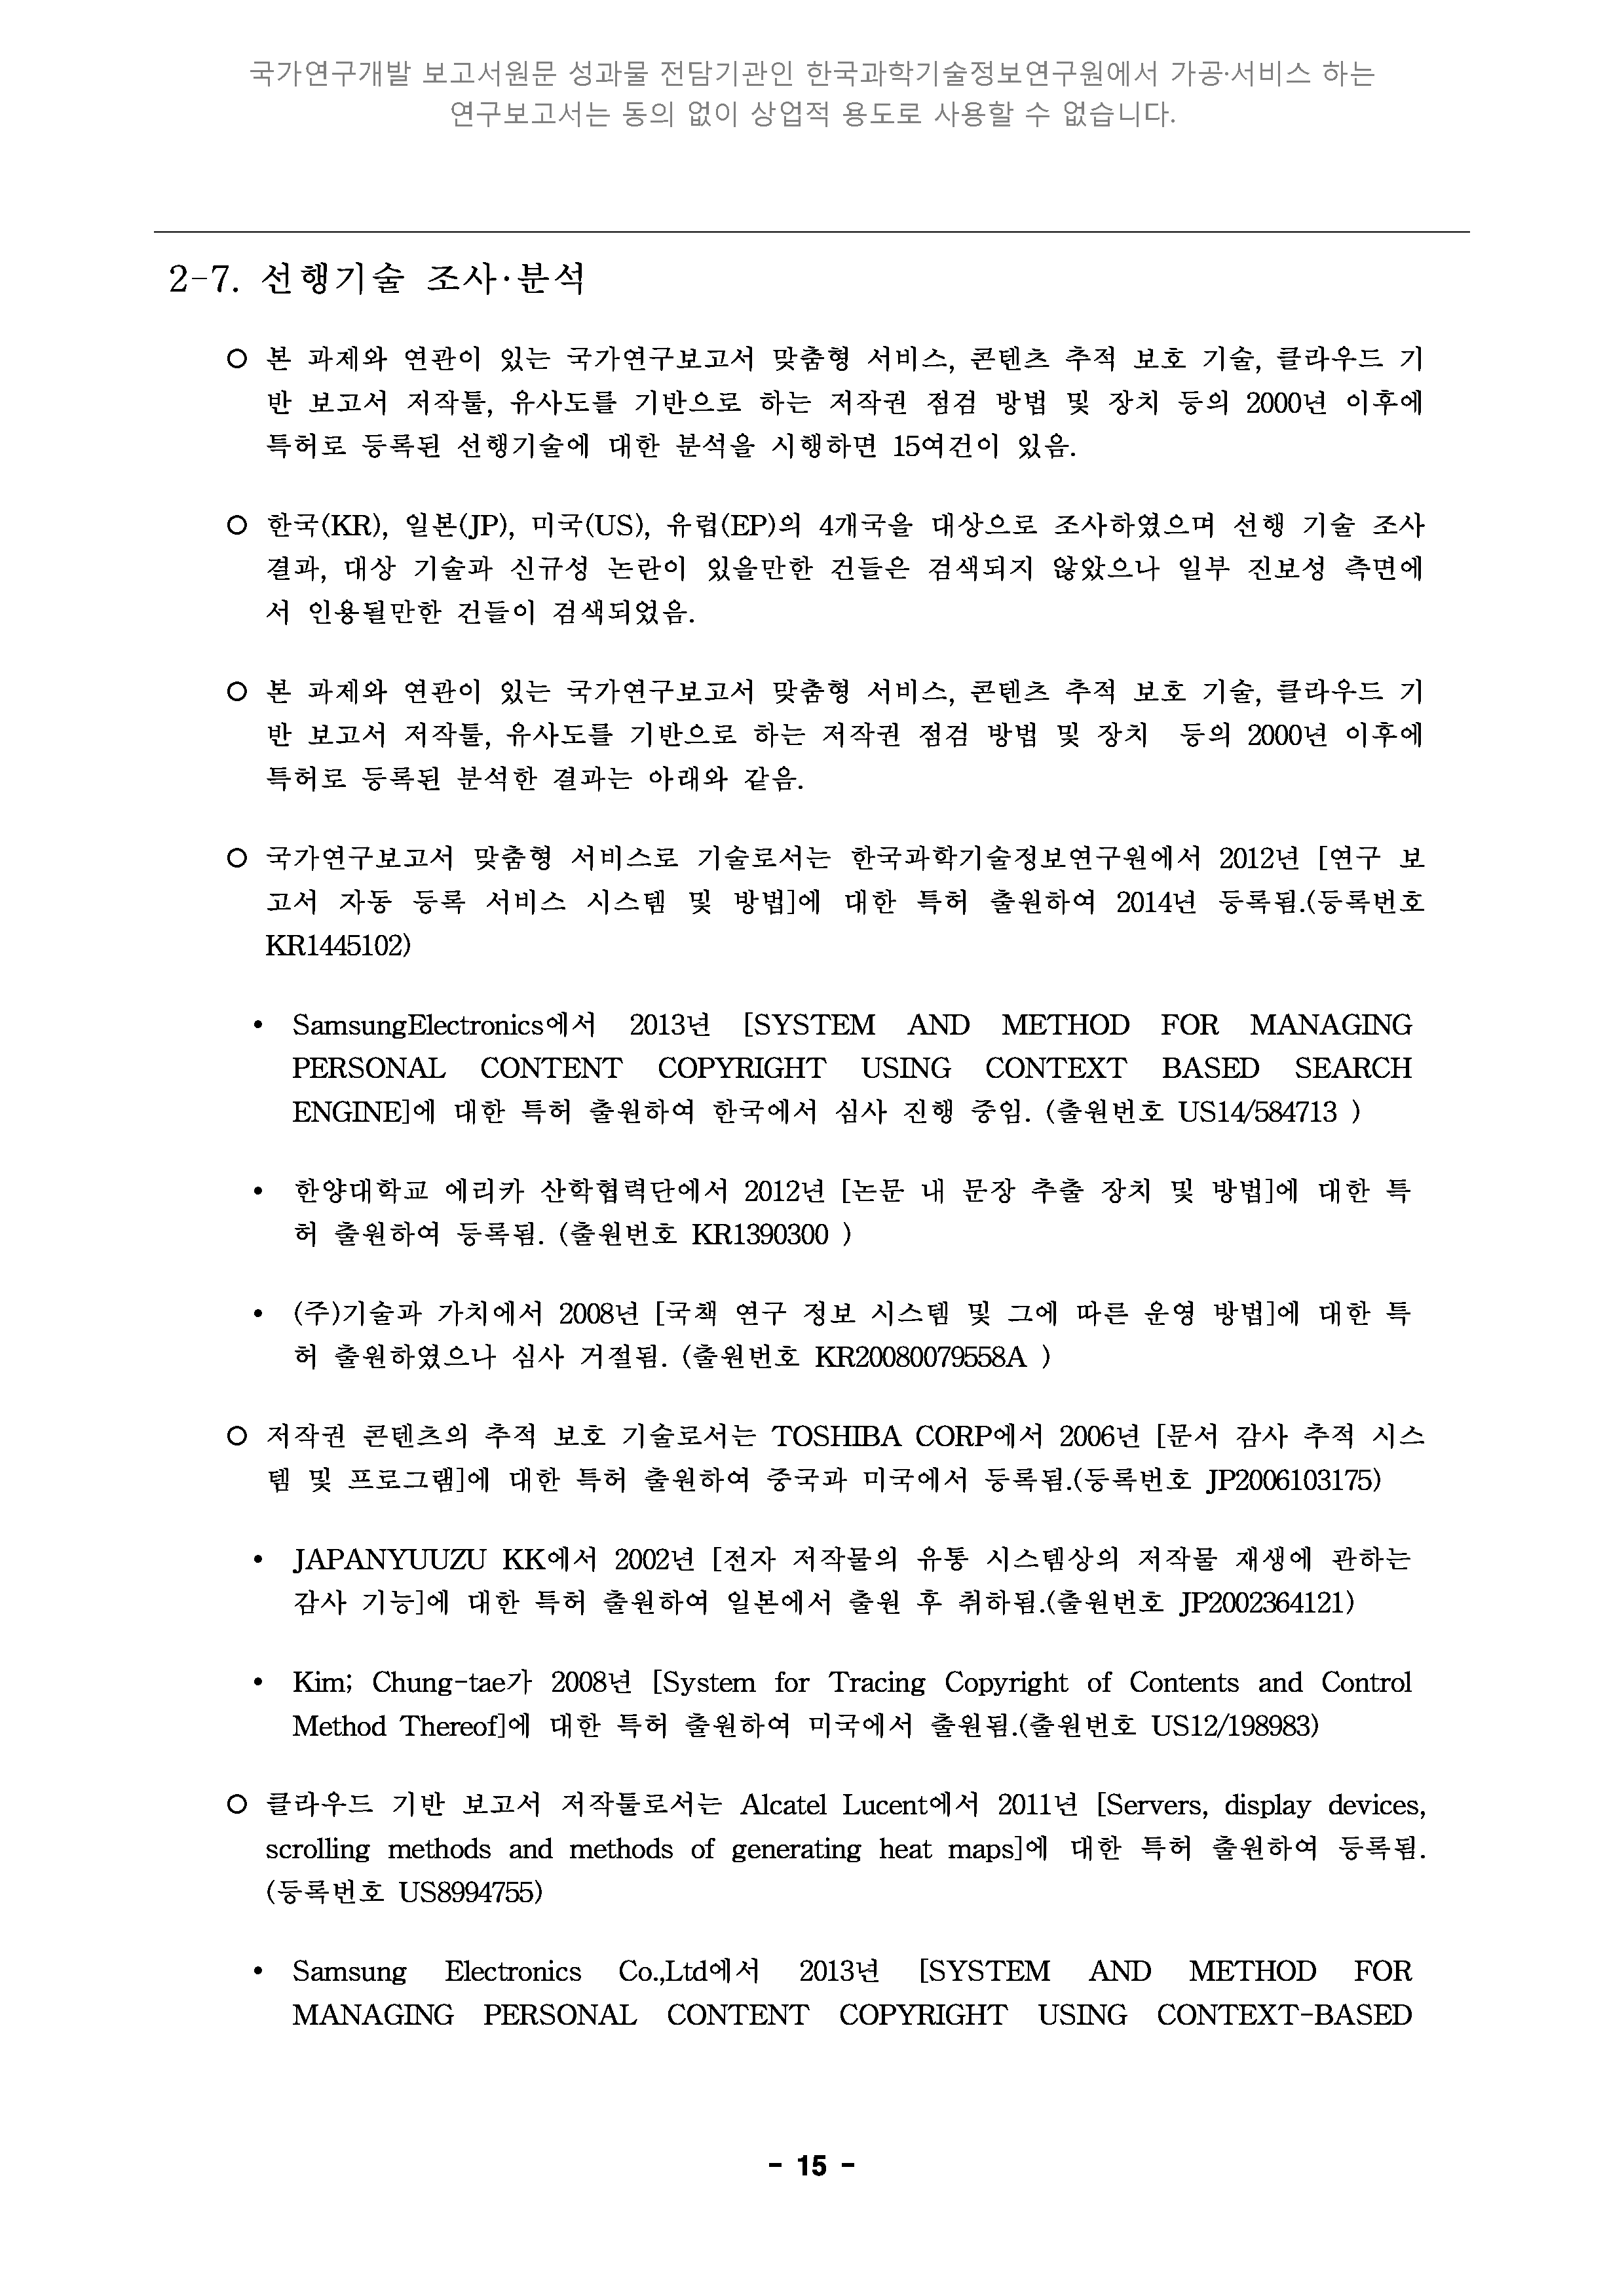 국가연구개발 보고서원문 성과물 전담기관인 한국과학기술정보연구원에서 가공·서비스 하는
연구보고서는 동의 없이 상업적 용도로 사용할 수 없습니다.
2-7. 선행기술 조사·분석
○ 본 과제와 연관이 있는 국가연구보고서 맞춤형 서비스, 콘텐츠 추적 보호 기술, 클라우드 기
반 보고서 저작툴, 유사도를 기반으로 하는 저작권 점검 방법 및 장치 등의 2000년 이후에
특허로 등록된 선행기술에 대한 분석을 시행하면 15여건이 있음.
○ 한국(KR), 일본(JP), 미국(US), 유럽(EP)의 4개국을 대상으로 조사하였으며 선행 기술 조사
결과, 대상 기술과 신규성 논란이 있을만한 건들은 검색되지 않았으나 일부 진보성 측면에
서 인용될만한 건들이 검색되었음.
○ 본 과제와 연관이 있는 국가연구보고서 맞춤형 서비스, 콘텐츠 추적 보호 기술, 클라우드 기
반 보고서 저작툴, 유사도를 기반으로 하는 저작권 점검 방법 및 장치 등의 2000년 이후에
특허로 등록된 분석한 결과는 아래와 같음.
○ 국가연구보고서 맞춤형 서비스로 기술로서는 한국과학기술정보연구원에서 2012년 [연구 보
고서 자동 등록 서비스 시스템 및 방법]에 대한 특허 출원하여 2014년 등록됨.(등록번호
KR1445102)
• SamsungElectronics에서 2013년 [SYSTEM AND METHOD FOR MANAGING
PERSONAL CONTENT COPYRIGHT USING CONTEXT BASED SEARCH
ENGINE]에 대한 특허 출원하여 한국에서 심사 진행 중임. (출원번호 US14/584713 )
• 한양대학교 에리카 산학협력단에서 2012년 [논문 내 문장 추출 장치 및 방법]에 대한 특
허 출원하여 등록됨. (출원번호 KR1390300 )
• (주)기술과 가치에서 2008년 [국책 연구 정보 시스템 및 그에 따른 운영 방법]에 대한 특
허 출원하였으나 심사 거절됨. (출원번호 KR20080079558A )
○ 저작권 콘텐츠의 추적 보호 기술로서는 TOSHIBA CORP에서 2006년 [문서 감사 추적 시스
템 및 프로그램]에 대한 특허 출원하여 중국과 미국에서 등록됨.(등록번호 JP2006103175)
• JAPANYUUZU KK에서 2002년 [전자 저작물의 유통 시스템상의 저작물 재생에 관하는
감사 기능]에 대한 특허 출원하여 일본에서 출원 후 취하됨.(출원번호 JP2002364121)
• Kim; Chung-tae가 2008년 [System for Tracing Copyright of Contents and Control
Method Thereof]에 대한 특허 출원하여 미국에서 출원됨.(출원번호 US12/198983)
○ 클라우드 기반 보고서 저작툴로서는 Alcatel Lucent에서 2011년 [Servers, display devices,
scrolling methods and methods of generating heat maps]에 대한 특허 출원하여 등록됨.
(등록번호 US8994755)
• Samsung Electronics Co.,Ltd에서 2013년 [SYSTEM AND METHOD FOR
MANAGING PERSONAL CONTENT COPYRIGHT USING CONTEXT-BASED
- 15 -